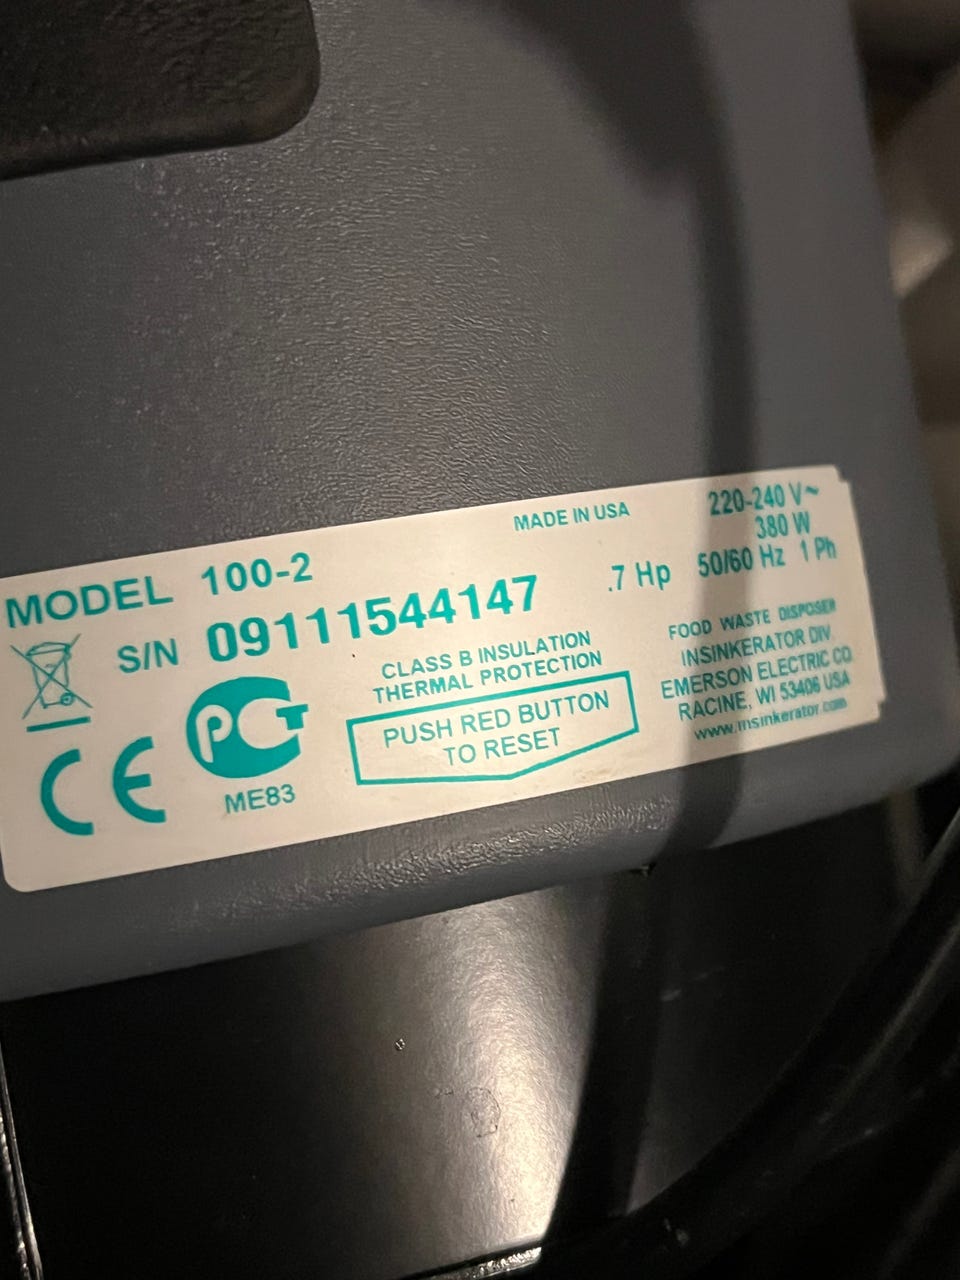 MADE IN USA
220-240 V~
380 W
MODEL 100-2
.7 Hp 50/60 Hz 1 Ph
S/N 09111544147
CLASS B INSULATION
THERMAL PROTECTION
PUSH RED BUTTON
TO RESET
FOOD WASTE DISPOSER
INSINKERATOR DIV.
EMERSON ELECTRIC CO.
RACINE, WI 53406 USA
www.insinkerator.com
CE
РСТ
ME83